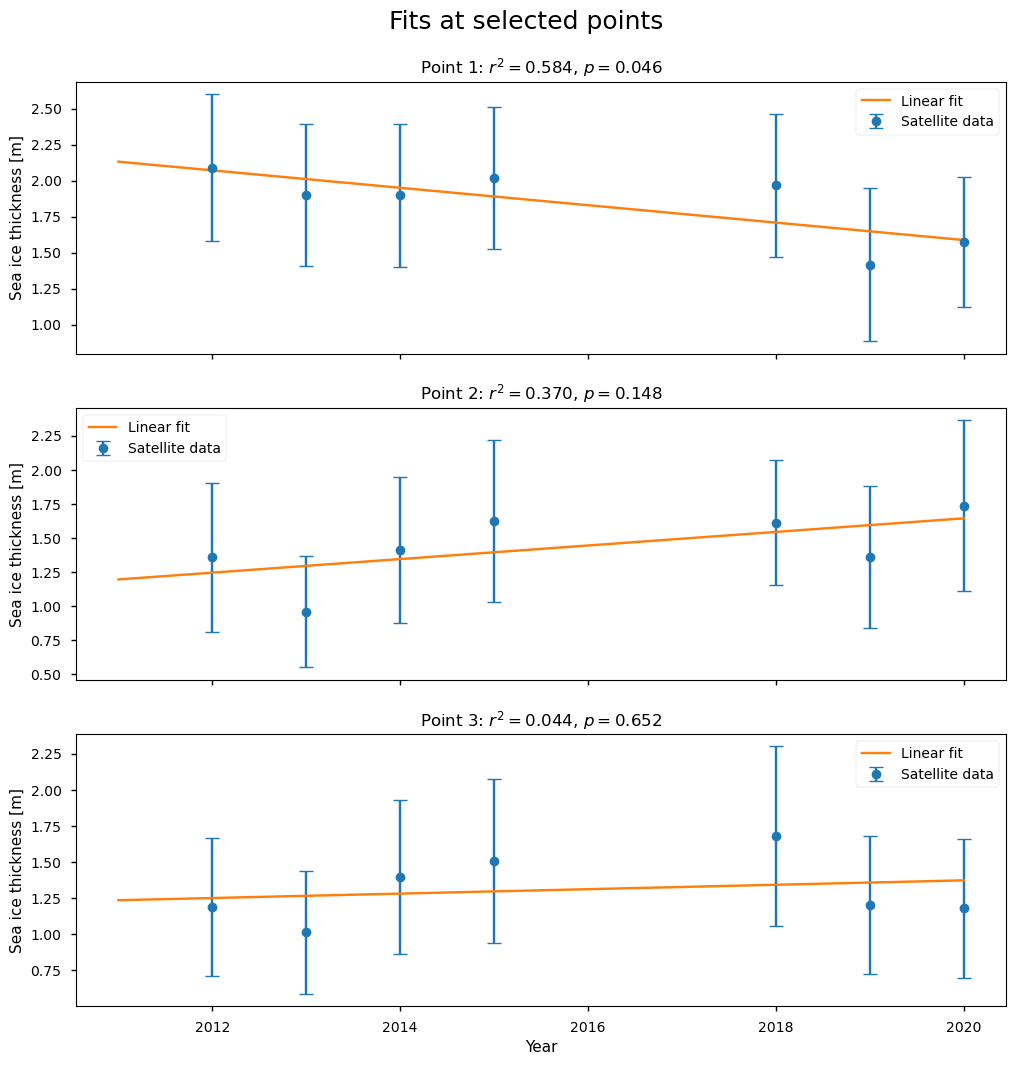 Fits at selected points
Point 1: r² = 0.584, p = 0.046
Sea ice thickness [m]
2.50
2.25
2.00
1.75
1.50
1.25
1.00
Linear fit
Satellite data
Point 2: r² = 0.370, p = 0.148
Sea ice thickness [m]
2.25
2.00
1.75
1.50
1.25
1.00
0.75
0.50
Linear fit
Satellite data
Point 3: r² = 0.044, p = 0.652
Sea ice thickness [m]
2.25
2.00
1.75
1.50
1.25
1.00
0.75
Linear fit
Satellite data
2012 2014 2016 2018 2020
Year